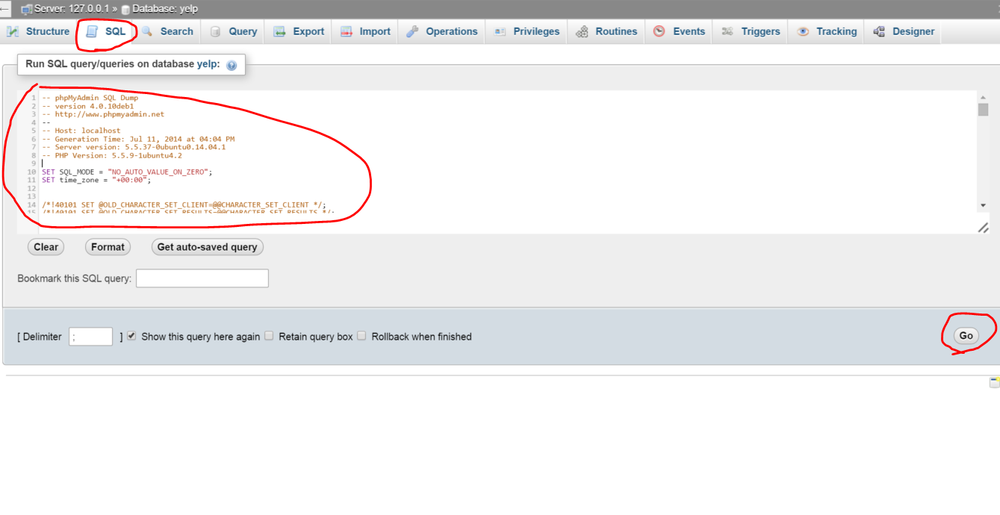 Server: 127.0.0.1 » Database: yelp
Structure SQL Search Query Export Import Operations Privileges Routines Events Triggers Tracking Designer
Run SQL query/queries on database yelp:
1 -- phpMyAdmin SQL Dump
2 -- version 4.0.10deb1
3 -- http://www.phpmyadmin.net
4 --
5 -- Host: localhost
6 -- Generation Time: Jul 11, 2014 at 04:04 PM
7 -- Server version: 5.5.37-0ubuntu0.14.04.1
8 -- PHP Version: 5.5.9-1ubuntu4.2
9
10 SET SQL_MODE = "NO_AUTO_VALUE_ON_ZERO";
11 SET time_zone = "+00:00";
12
13
14 /*!40101 SET @OLD_CHARACTER_SET_CLIENT=@@CHARACTER_SET_CLIENT */;
15 /*!40101 SET @OLD_CHARACTER_SET_RESULTS=@@CHARACTER_SET_RESULTS */;
Clear Format Get auto-saved query
Bookmark this SQL query:
[ Delimiter ; ] Show this query here again Retain query box Rollback when finished Go